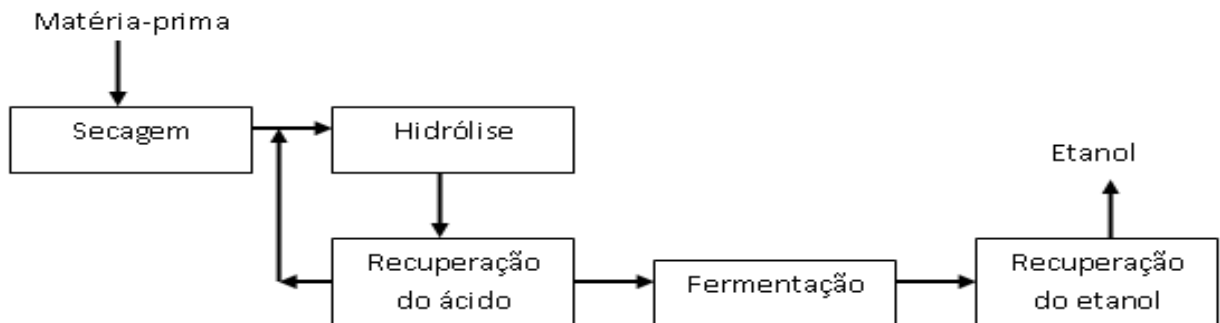 Matéria-prima
Secagem
Hidrólise
Etanol
Recuperação
do ácido
Fermentação
Recuperação
do etanol